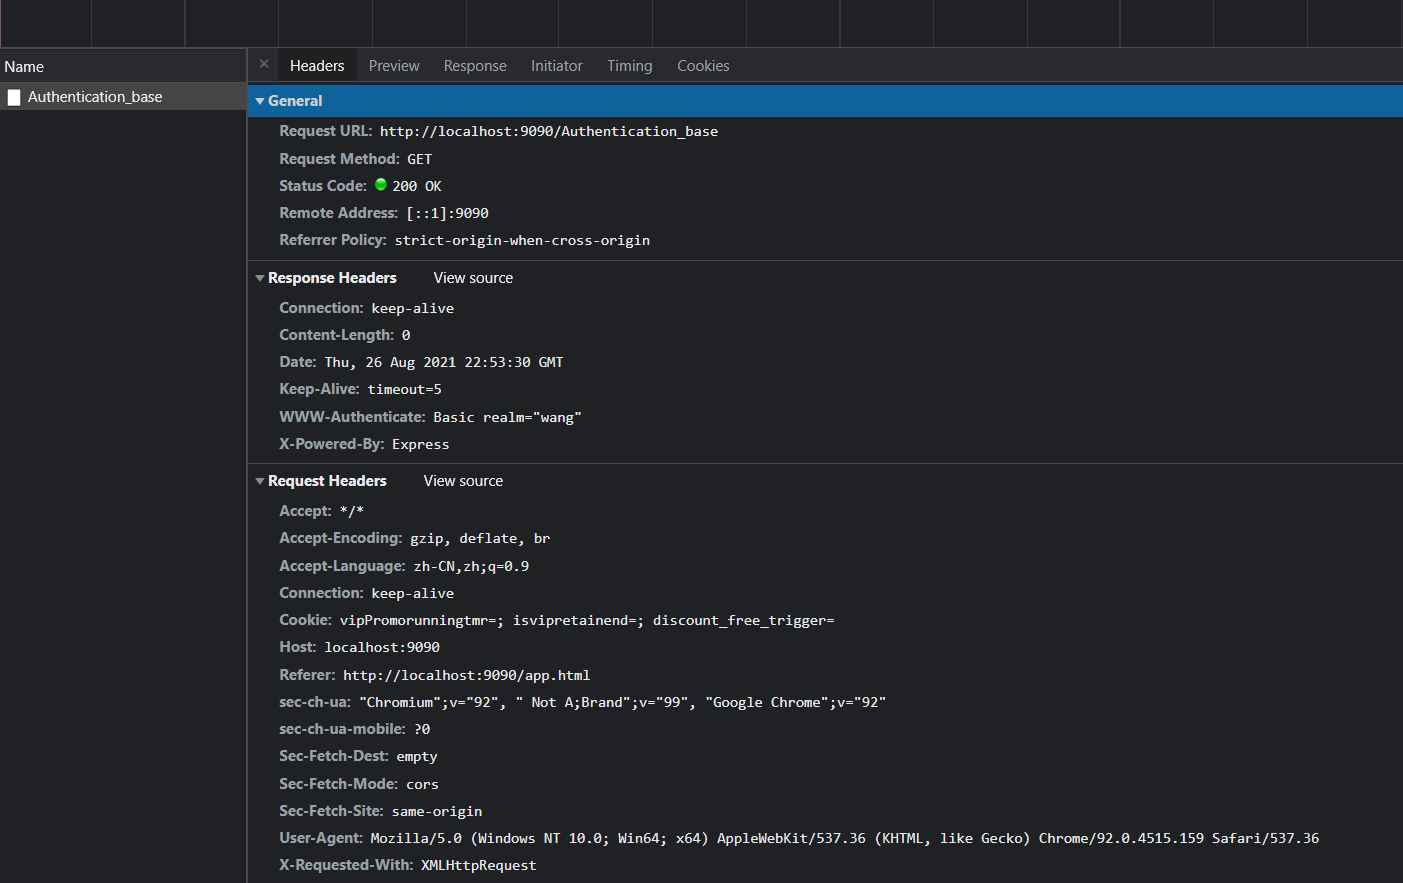 Name
× Headers Preview Response Initiator Timing Cookies
Authentication_base
General
Request URL: http://localhost:9090/Authentication_base
Request Method: GET
Status Code: 200 OK
Remote Address: [::1]:9090
Referrer Policy: strict-origin-when-cross-origin
Response Headers View source
Connection: keep-alive
Content-Length: 0
Date: Thu, 26 Aug 2021 22:53:30 GMT
Keep-Alive: timeout=5
WWW-Authenticate: Basic realm="wang"
X-Powered-By: Express
Request Headers View source
Accept: */*
Accept-Encoding: gzip, deflate, br
Accept-Language: zh-CN,zh;q=0.9
Connection: keep-alive
Cookie: vipPromorunningtmr=; isvipretainend=; discount_free_trigger=
Host: localhost:9090
Referer: http://localhost:9090/app.html
sec-ch-ua: "Chromium";v="92", " Not A;Brand";v="99", "Google Chrome";v="92"
sec-ch-ua-mobile: ?0
Sec-Fetch-Dest: empty
Sec-Fetch-Mode: cors
Sec-Fetch-Site: same-origin
User-Agent: Mozilla/5.0 (Windows NT 10.0; Win64; x64) AppleWebKit/537.36 (KHTML, like Gecko) Chrome/92.0.4515.159 Safari/537.36
X-Requested-With: XMLHttpRequest